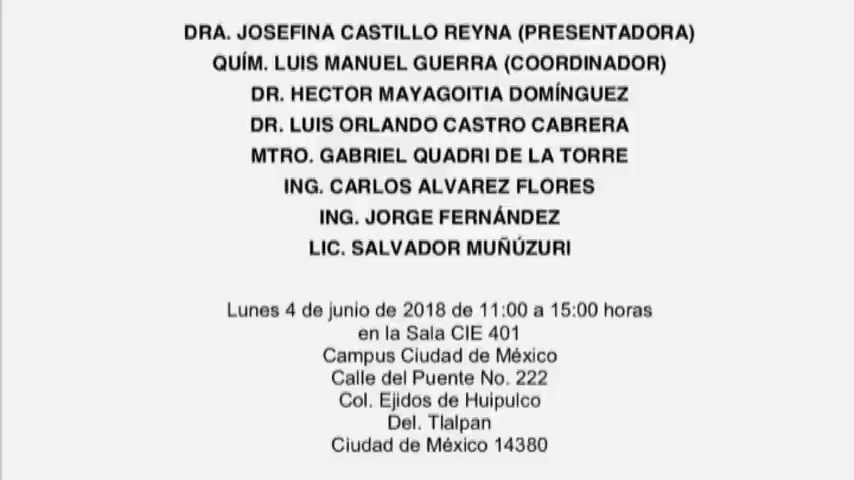 DRA. JOSEFINA CASTILLO REYNA (PRESENTADORA)
QUÍM. LUIS MANUEL GUERRA (COORDINADOR)
DR. HECTOR MAYAGOITIA DOMÍNGUEZ
DR. LUIS ORLANDO CASTRO CABRERA
MTRO. GABRIEL QUADRI DE LA TORRE
ING. CARLOS ALVAREZ FLORES
ING. JORGE FERNÁNDEZ
LIC. SALVADOR MUÑÚZURI
Lunes 4 de junio de 2018 de 11:00 a 15:00 horas
en la Sala CIE 401
Campus Ciudad de México
Calle del Puente No. 222
Col. Ejidos de Huipulco
Del. Tlalpan
Ciudad de México 14380